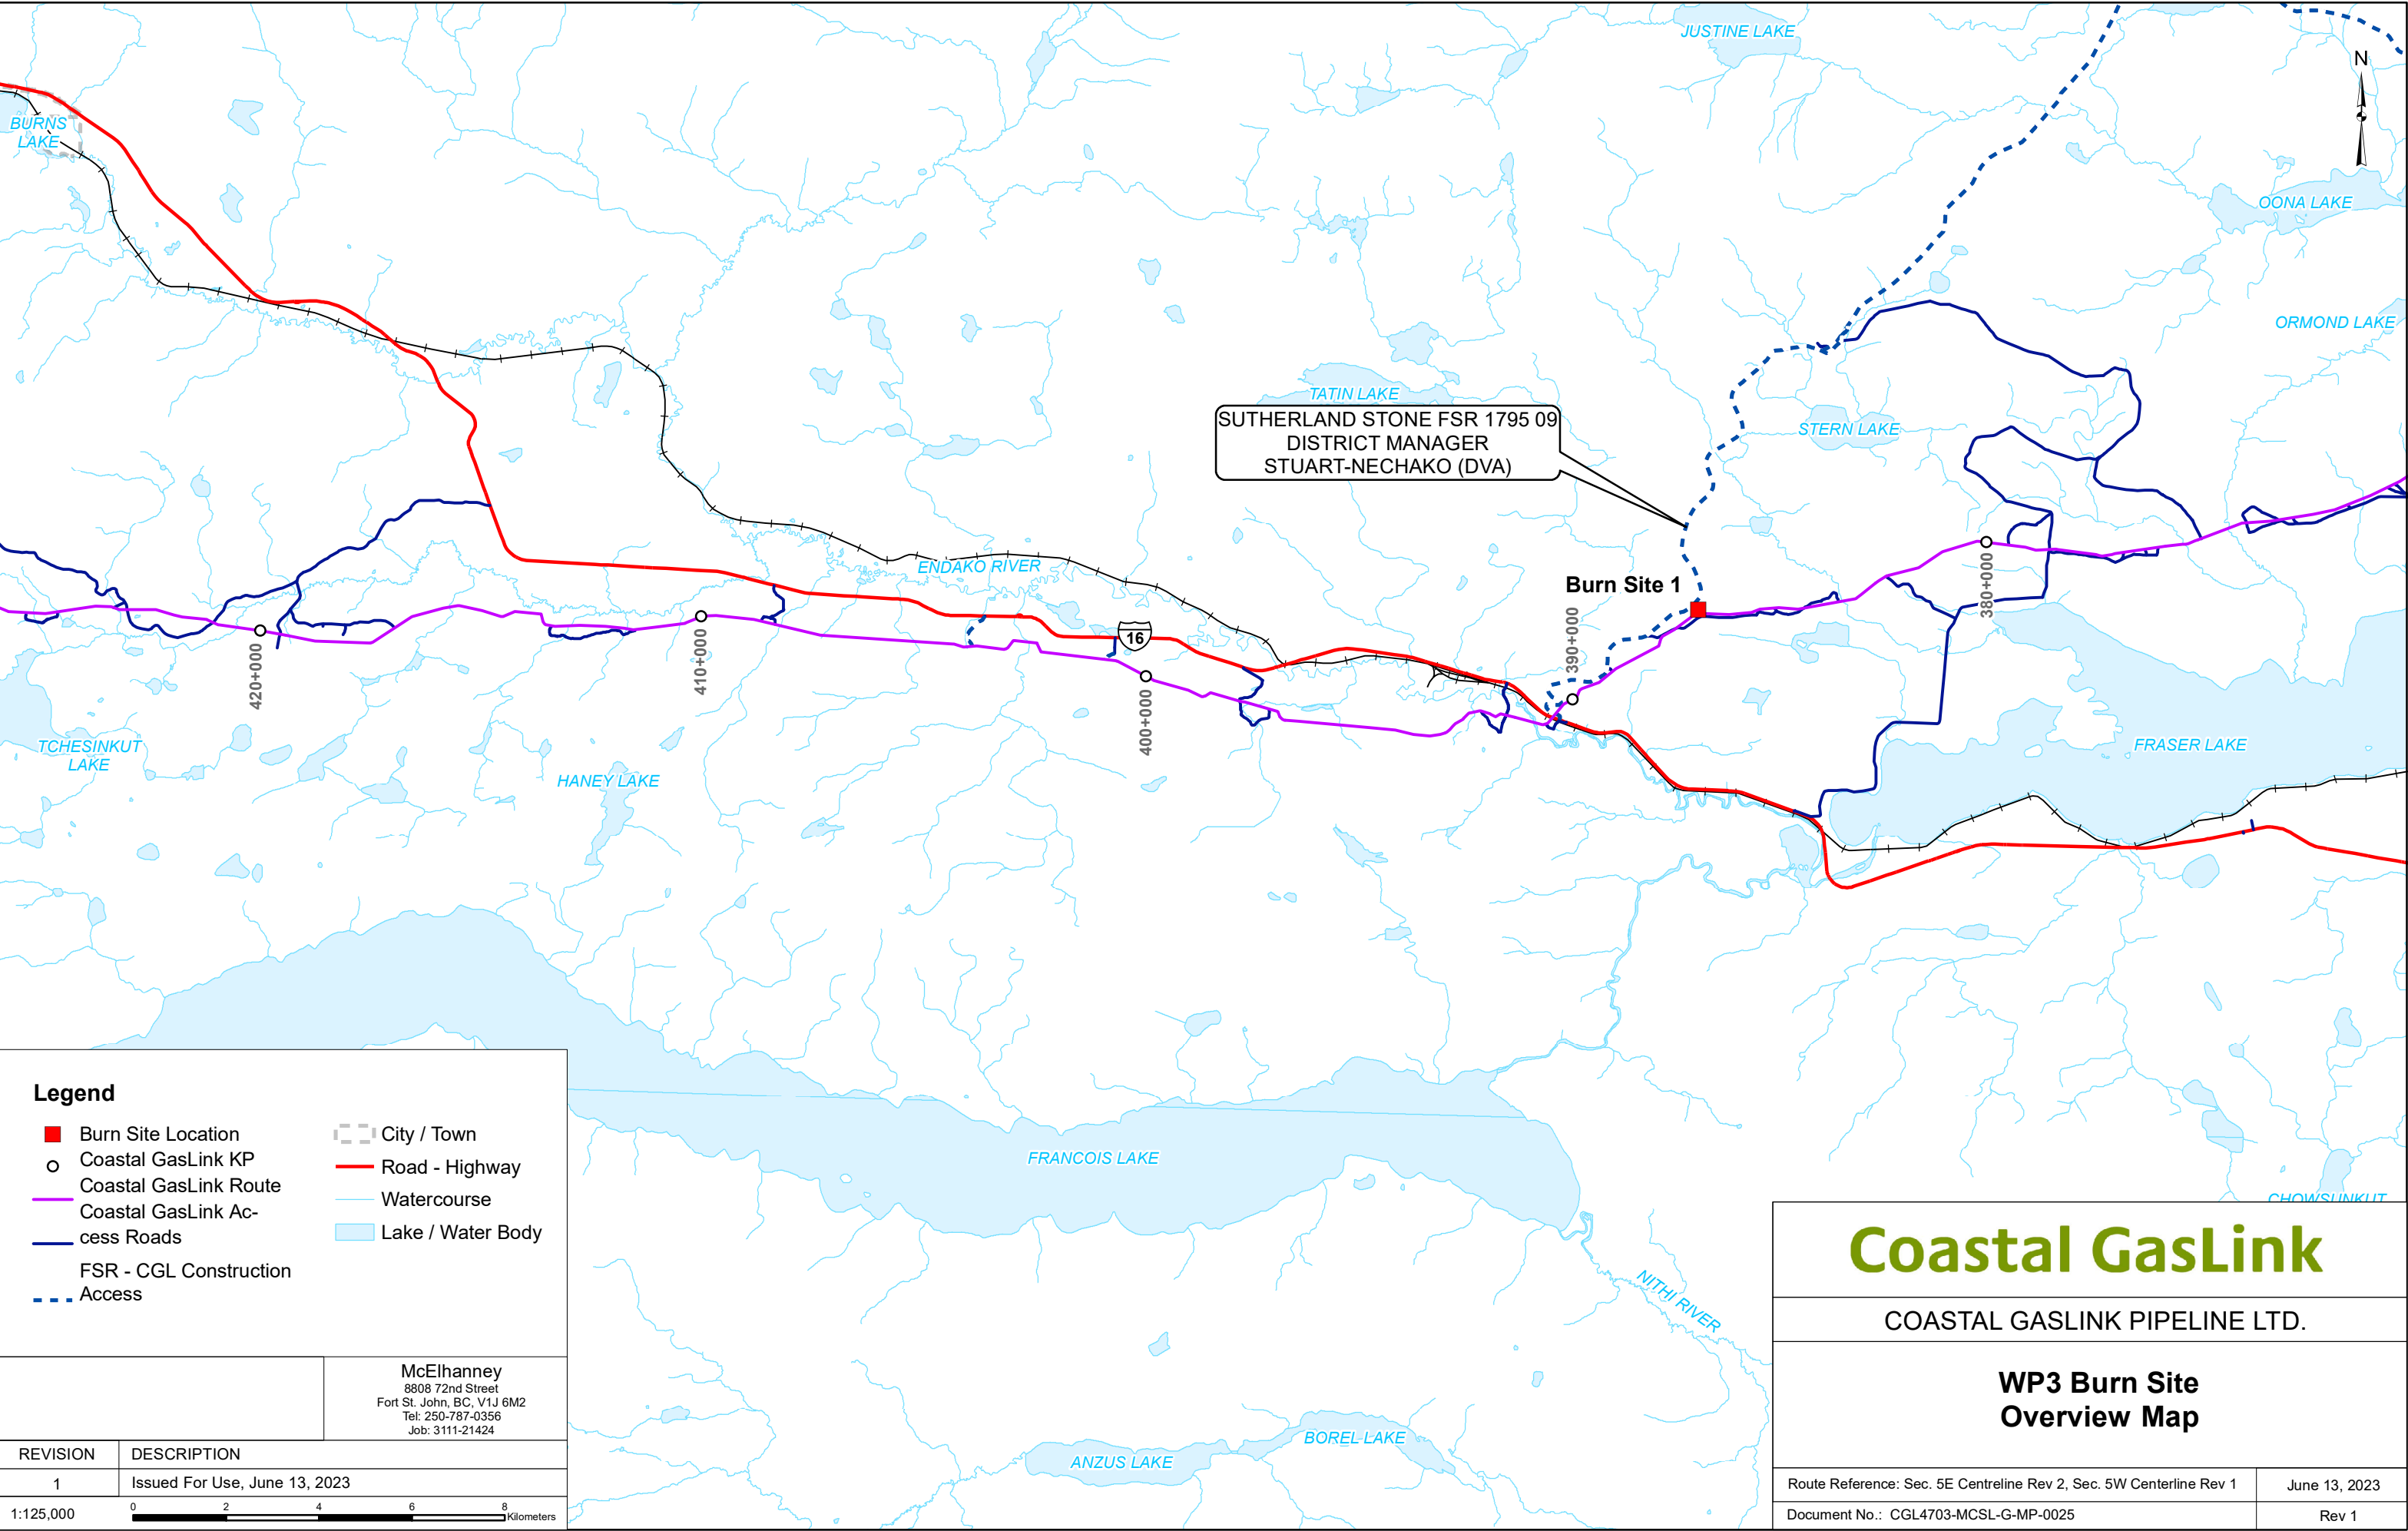 JUSTINE LAKE
N
BURNS
LAKE
OONA LAKE
ORMOND LAKE
TATIN LAKE
SUTHERLAND STONE FSR 1795 09
DISTRICT MANAGER
STUART-NECHAKO (DVA)
STERN LAKE
ENDAKO RIVER
Burn Site 1
16
420+000
410+000
400+000
390+000
380+000
TCHESINKUT
LAKE
HANEY LAKE
FRASER LAKE
FRANCOIS LAKE
NITHI RIVER
CHOWSUNKUT
BOREL LAKE
ANZUS LAKE
Legend
Burn Site Location
Coastal GasLink KP
Coastal GasLink Route
Coastal GasLink Ac-
cess Roads
FSR - CGL Construction
Access
City / Town
Road - Highway
Watercourse
Lake / Water Body
McElhanney
8808 72nd Street
Fort St. John, BC, V1J 6M2
Tel: 250-787-0356
Job: 3111-21424
REVISION DESCRIPTION
1 Issued For Use, June 13, 2023
1:125,000 0 2 4 6 8 Kilometers
Coastal GasLink
COASTAL GASLINK PIPELINE LTD.
WP3 Burn Site
Overview Map
Route Reference: Sec. 5E Centreline Rev 2, Sec. 5W Centerline Rev 1 June 13, 2023
Document No.: CGL4703-MCSL-G-MP-0025 Rev 1